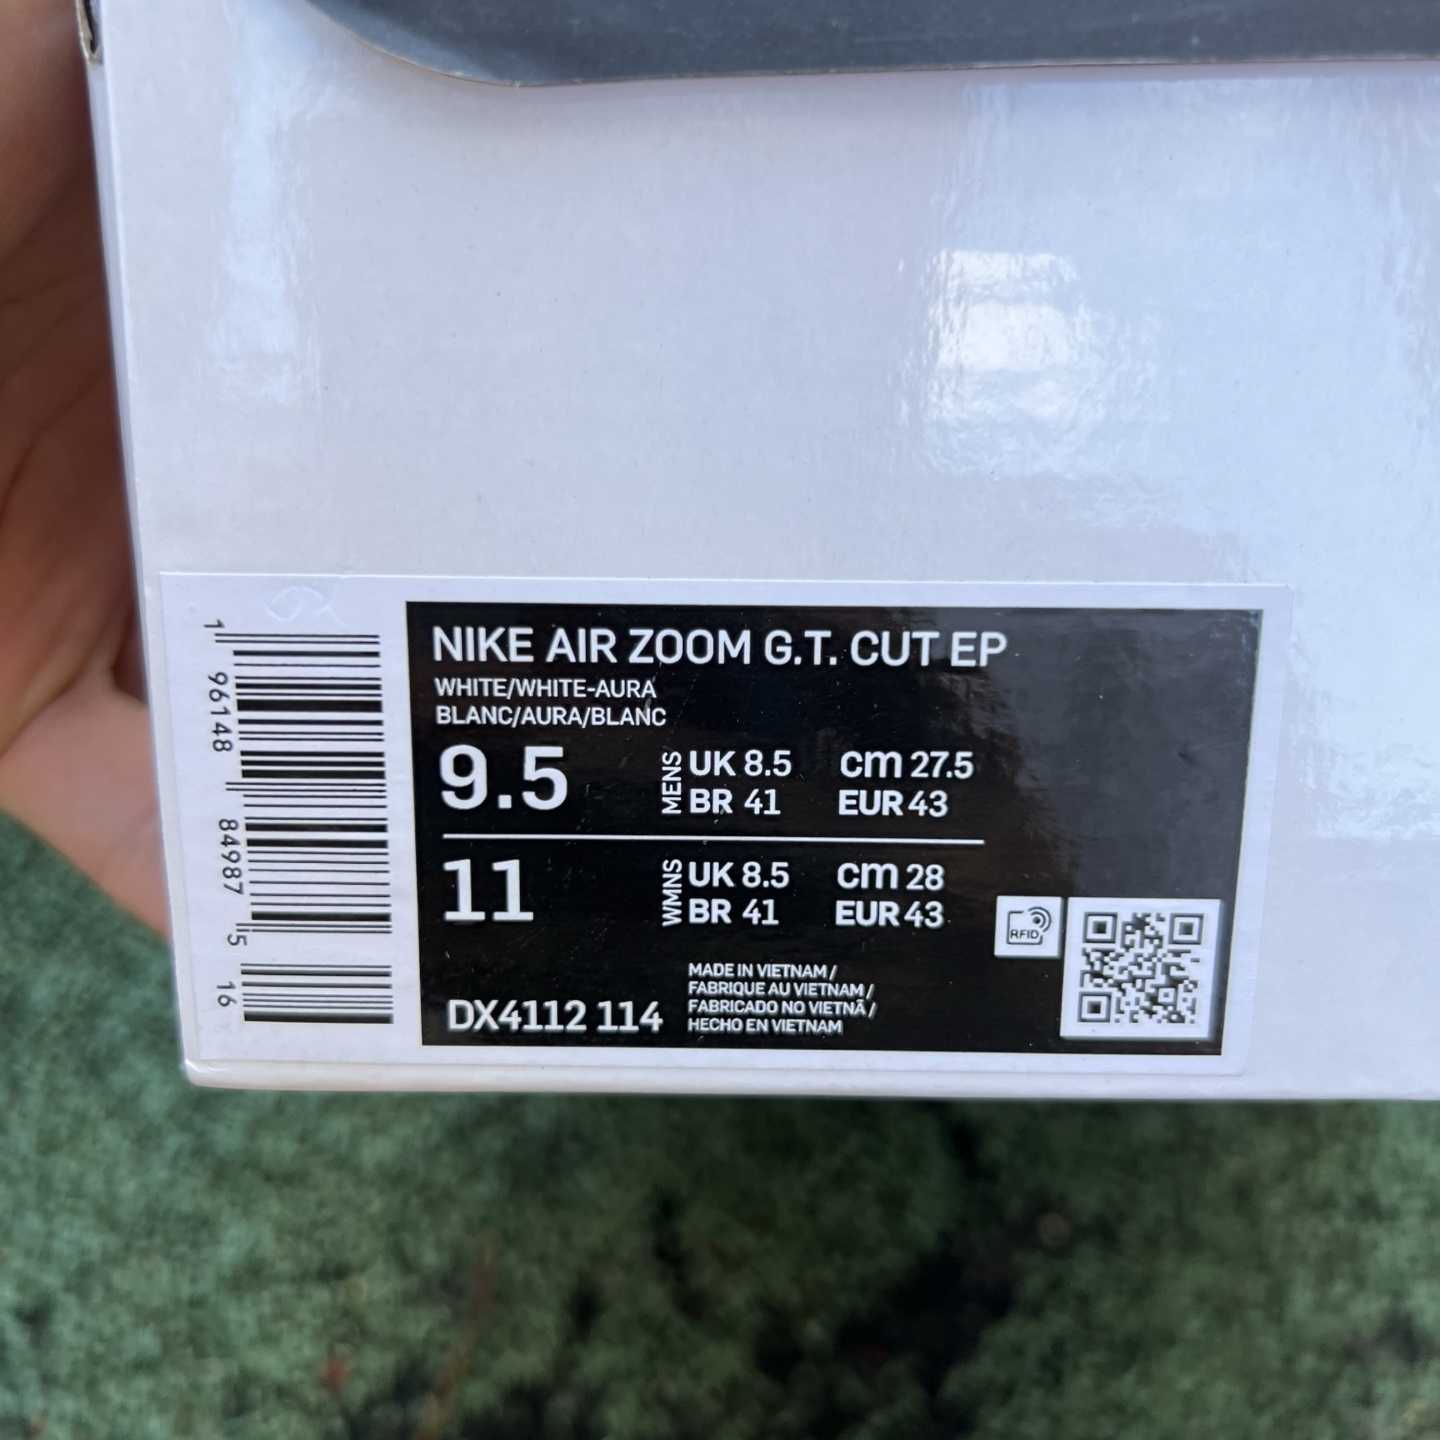 NIKE AIR ZOOM G.T. CUT EP
WHITE/WHITE-AURA
BLANC/AURA/BLANC
9.5 MENS UK 8.5 cm 27.5
BR 41 EUR 43
11 WMNS UK 8.5 cm 28
BR 41 EUR 43
DX4112 114
MADE IN VIETNAM /
FABRIQUE AU VIETNAM /
FABRICADO NO VIETNÃ /
HECHO EN VIETNAM
RFID
1 96148 84987 5 16